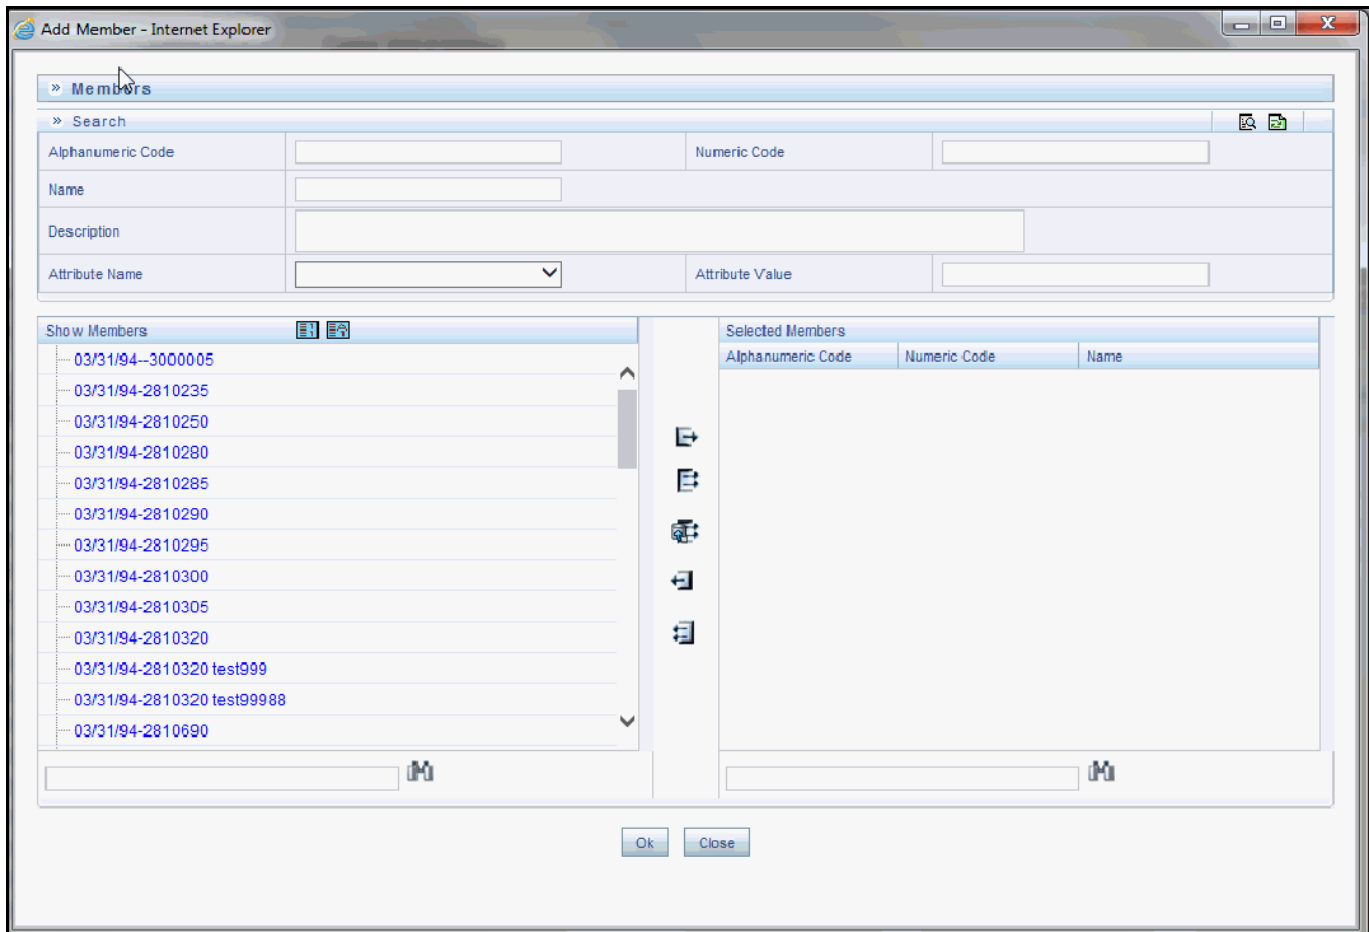 Add Member - Internet Explorer
Members
Search
Alphanumeric Code
Numeric Code
Name
Description
Attribute Name
Attribute Value
Show Members
Selected Members
Alphanumeric Code
Numeric Code
Name
03/31/94--3000005
03/31/94-2810235
03/31/94-2810250
03/31/94-2810280
03/31/94-2810285
03/31/94-2810290
03/31/94-2810295
03/31/94-2810300
03/31/94-2810305
03/31/94-2810320
03/31/94-2810320 test999
03/31/94-2810320 test99988
03/31/94-2810690
Ok
Close